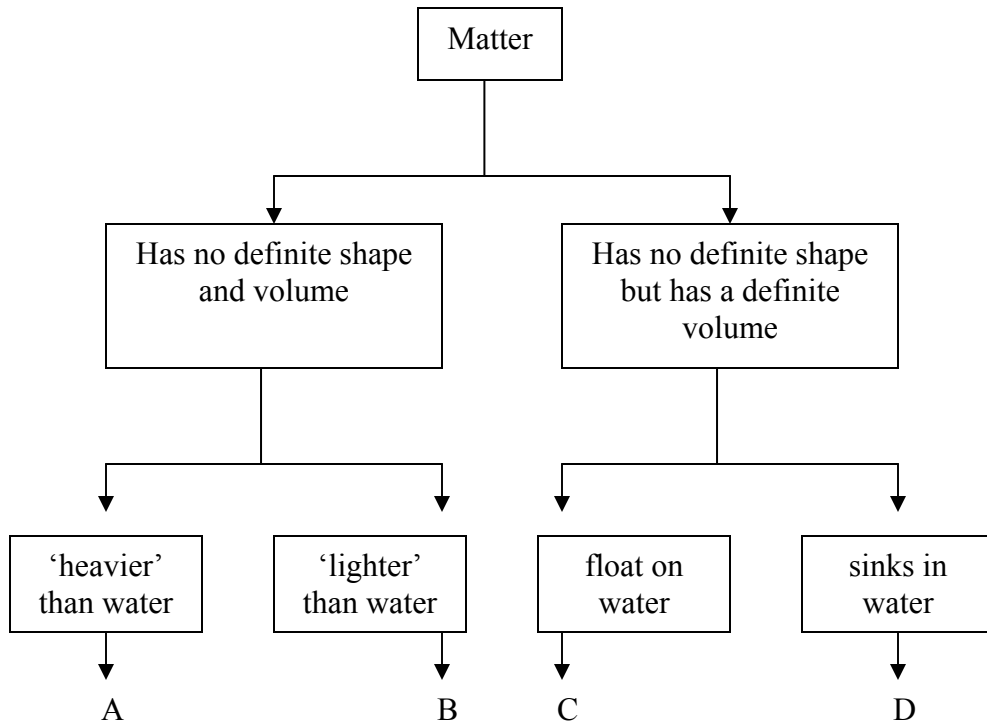 Matter
Has no definite shape
and volume
Has no definite shape
but has a definite
volume
‘heavier’
than water
‘lighter’
than water
float on
water
sinks in
water
A
B
C
D